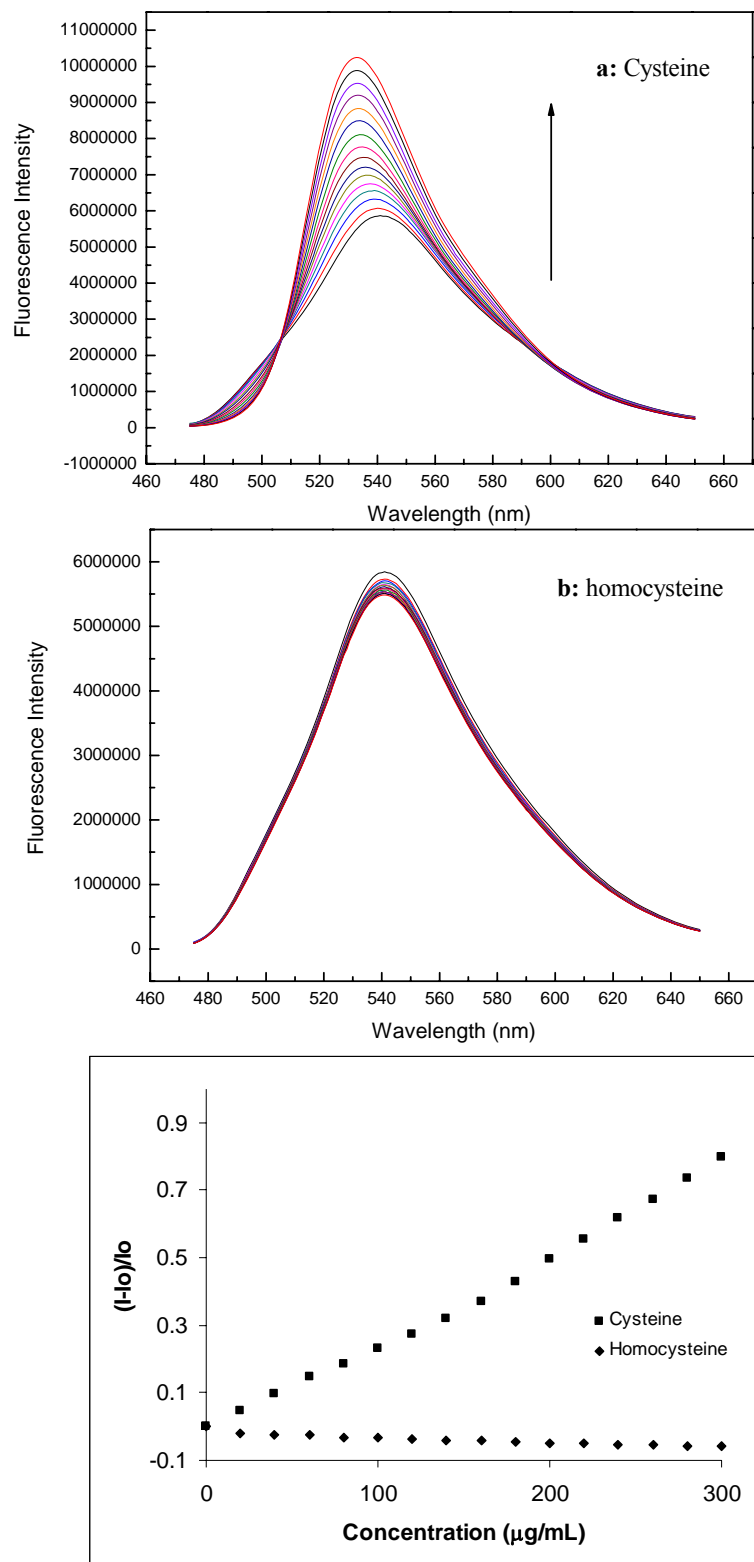 11000000
10000000
9000000
8000000
7000000
6000000
5000000
4000000
3000000
2000000
1000000
0
-1000000
Fluorescence Intensity
a: Cysteine
460 480 500 520 540 560 580 600 620 640 660
Wavelength (nm)
6000000
5000000
4000000
3000000
2000000
1000000
0
Fluorescence Intensity
b: homocysteine
460 480 500 520 540 560 580 600 620 640 660
Wavelength (nm)
0.9
0.7
0.5
0.3
0.1
-0.1
(I-Io)/Io
Cysteine
Homocysteine
0 100 200 300
Concentration (μg/mL)